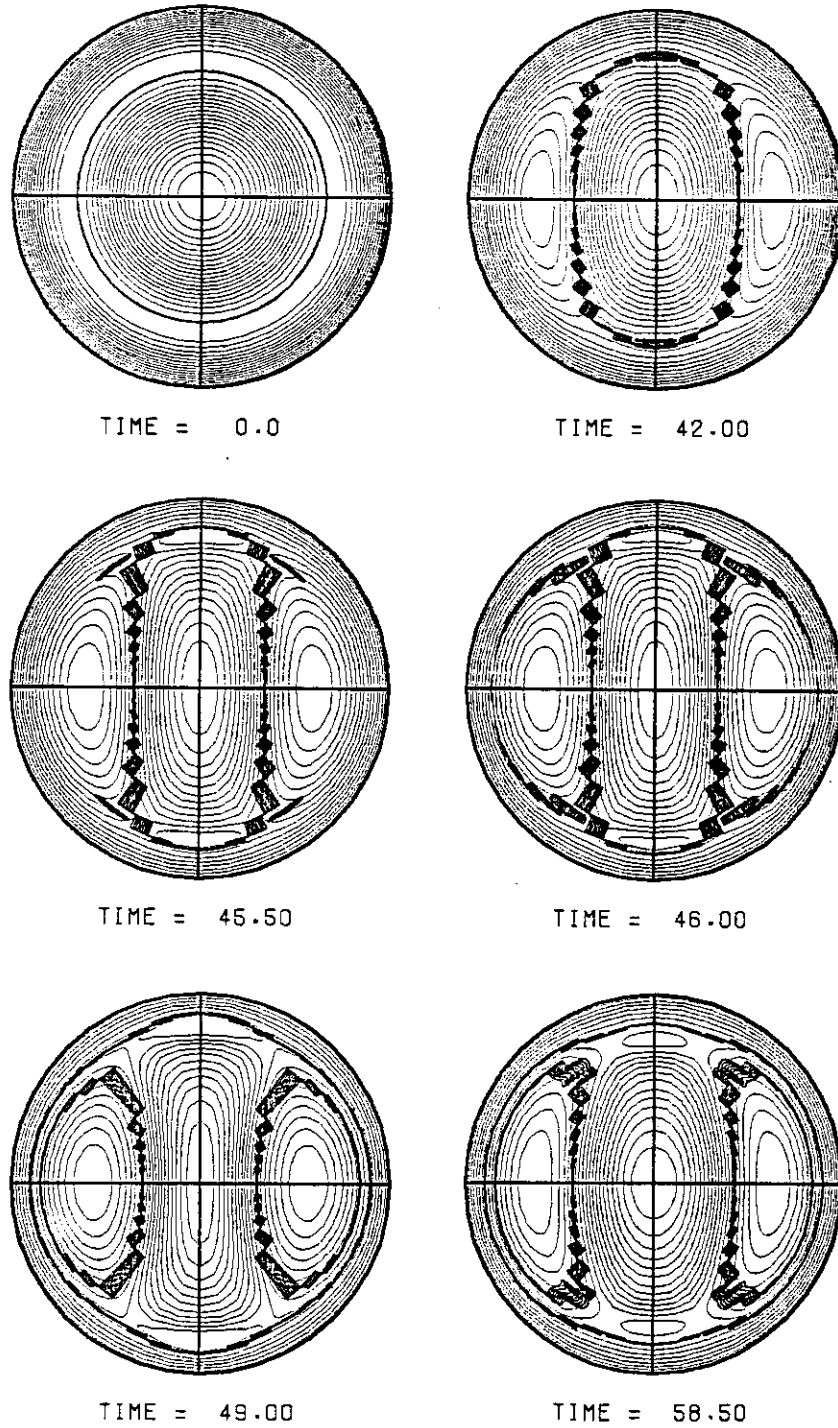 TIME = 0.0
TIME = 42.00
TIME = 45.50
TIME = 46.00
TIME = 49.00
TIME = 58.50